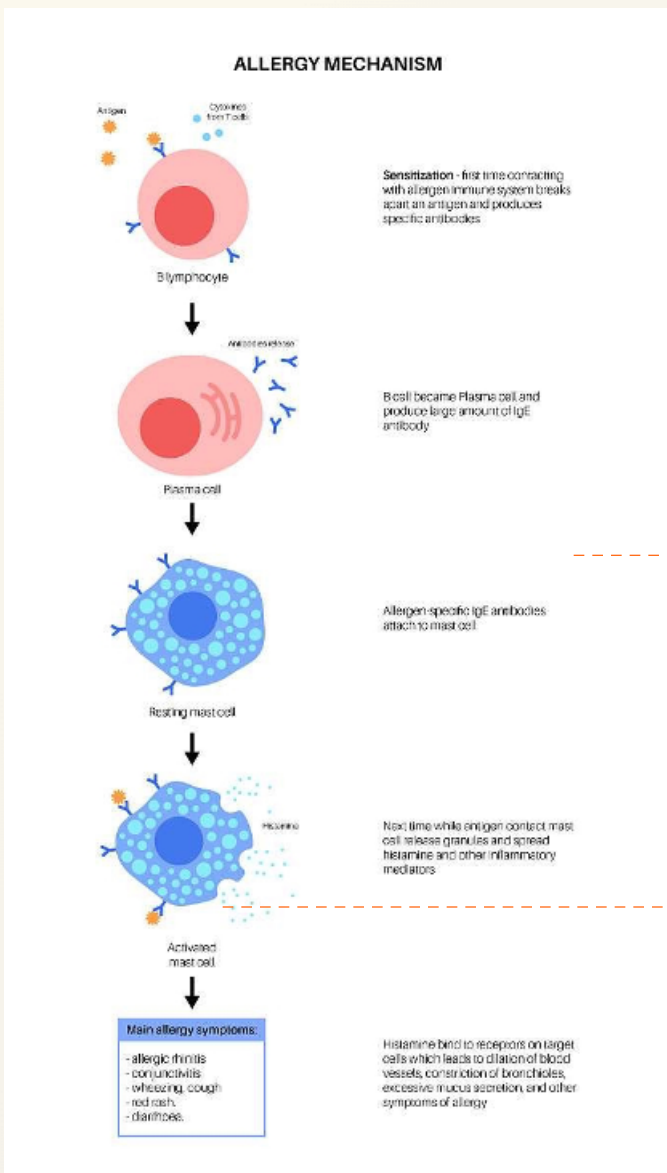 ALLERGY MECHANISM
Antigen
Cytokines
from T cells
Sensitization - first time contacting
with allergen immune system breaks
apart an antigen and produces
specific antibodies
B lymphocyte
Antibodies release
B cell became Plasma cell and
produce large amount of IgE
antibody
Plasma cell
Allergen-specific IgE antibodies
attach to mast cell
Resting mast cell
Histamine
Next time while antigen contact mast
cell release granules and spread
histamine and other inflammatory
mediators
Activated
mast cell
Main allergy symptoms:
- allergic rhinitis
- conjunctivitis
- wheezing, cough
- red rash.
- diarrhoea.
Histamine bind to receptors on target
cells which leads to dilation of blood
vessels, constriction of bronchioles,
excessive mucus secretion, and other
symptoms of allergy